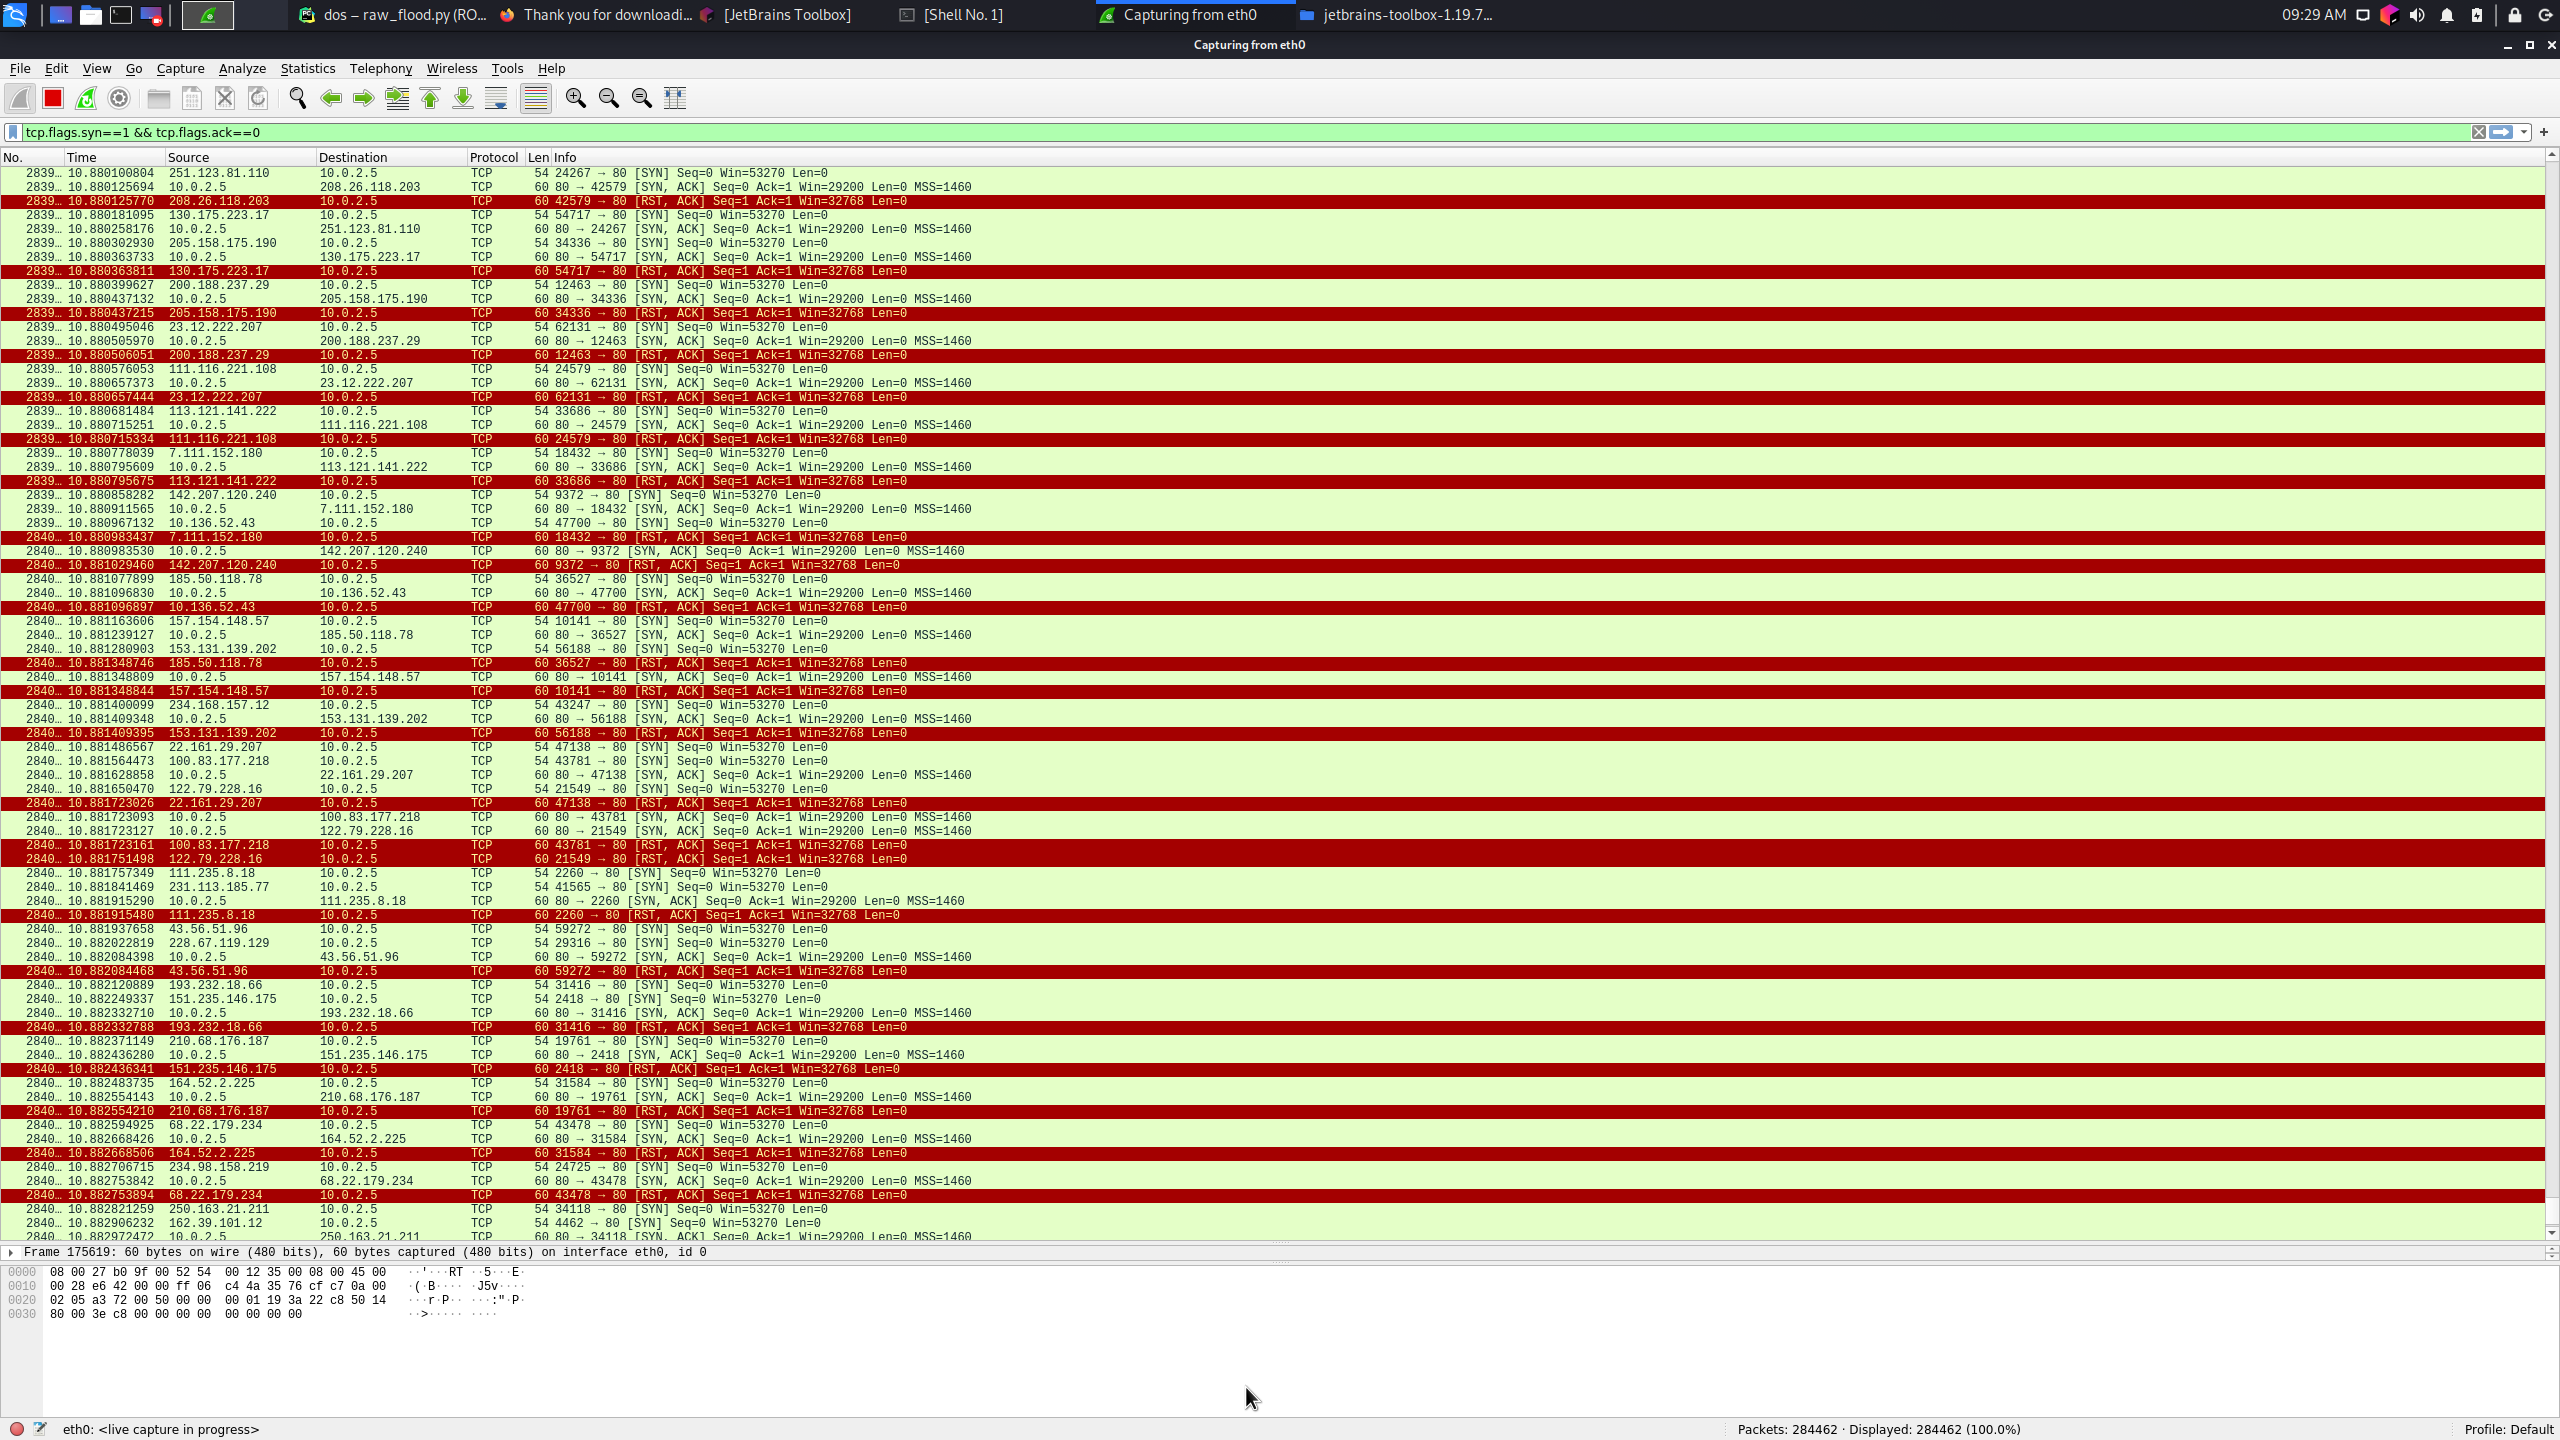 dos – raw_flood.py (RO...
Thank you for downloadi...
[JetBrains Toolbox]
[Shell No. 1]
Capturing from eth0
jetbrains-toolbox-1.19.7...
09:29 AM
Capturing from eth0
File Edit View Go Capture Analyze Statistics Telephony Wireless Tools Help
tcp.flags.syn==1 && tcp.flags.ack==0
No. Time Source Destination Protocol Len Info
2839… 10.880100804 251.123.81.110 10.0.2.5 TCP 54 24267 → 80 [SYN] Seq=0 Win=53270 Len=0
2839… 10.880125694 10.0.2.5 208.26.118.203 TCP 60 80 → 42579 [SYN, ACK] Seq=0 Ack=1 Win=29200 Len=0 MSS=1460
2839… 10.880125770 208.26.118.203 10.0.2.5 TCP 60 42579 → 80 [RST, ACK] Seq=1 Ack=1 Win=32768 Len=0
2839… 10.880181095 130.175.223.17 10.0.2.5 TCP 54 54717 → 80 [SYN] Seq=0 Win=53270 Len=0
2839… 10.880258176 10.0.2.5 251.123.81.110 TCP 60 80 → 24267 [SYN, ACK] Seq=0 Ack=1 Win=29200 Len=0 MSS=1460
2839… 10.880302930 205.158.175.190 10.0.2.5 TCP 54 34336 → 80 [SYN] Seq=0 Win=53270 Len=0
2839… 10.880363733 10.0.2.5 130.175.223.17 TCP 60 80 → 54717 [SYN, ACK] Seq=0 Ack=1 Win=29200 Len=0 MSS=1460
2839… 10.880363811 130.175.223.17 10.0.2.5 TCP 60 54717 → 80 [RST, ACK] Seq=1 Ack=1 Win=32768 Len=0
2839… 10.880399627 200.188.237.29 10.0.2.5 TCP 54 12463 → 80 [SYN] Seq=0 Win=53270 Len=0
2839… 10.880437132 10.0.2.5 205.158.175.190 TCP 60 80 → 34336 [SYN, ACK] Seq=0 Ack=1 Win=29200 Len=0 MSS=1460
2839… 10.880437215 205.158.175.190 10.0.2.5 TCP 60 34336 → 80 [RST, ACK] Seq=1 Ack=1 Win=32768 Len=0
2839… 10.880495046 23.12.222.207 10.0.2.5 TCP 54 62131 → 80 [SYN] Seq=0 Win=53270 Len=0
2839… 10.880505970 10.0.2.5 200.188.237.29 TCP 60 80 → 12463 [SYN, ACK] Seq=0 Ack=1 Win=29200 Len=0 MSS=1460
2839… 10.880506051 200.188.237.29 10.0.2.5 TCP 60 12463 → 80 [RST, ACK] Seq=1 Ack=1 Win=32768 Len=0
2839… 10.880576053 111.116.221.108 10.0.2.5 TCP 54 24579 → 80 [SYN] Seq=0 Win=53270 Len=0
2839… 10.880657373 10.0.2.5 23.12.222.207 TCP 60 80 → 62131 [SYN, ACK] Seq=0 Ack=1 Win=29200 Len=0 MSS=1460
2839… 10.880657444 23.12.222.207 10.0.2.5 TCP 60 62131 → 80 [RST, ACK] Seq=1 Ack=1 Win=32768 Len=0
2839… 10.880681484 113.121.141.222 10.0.2.5 TCP 54 33686 → 80 [SYN] Seq=0 Win=53270 Len=0
2839… 10.880715251 10.0.2.5 111.116.221.108 TCP 60 80 → 24579 [SYN, ACK] Seq=0 Ack=1 Win=29200 Len=0 MSS=1460
2839… 10.880715334 111.116.221.108 10.0.2.5 TCP 60 24579 → 80 [RST, ACK] Seq=1 Ack=1 Win=32768 Len=0
2839… 10.880778039 7.111.152.180 10.0.2.5 TCP 54 18432 → 80 [SYN] Seq=0 Win=53270 Len=0
2839… 10.880795609 10.0.2.5 113.121.141.222 TCP 60 80 → 33686 [SYN, ACK] Seq=0 Ack=1 Win=29200 Len=0 MSS=1460
2839… 10.880795675 113.121.141.222 10.0.2.5 TCP 60 33686 → 80 [RST, ACK] Seq=1 Ack=1 Win=32768 Len=0
2839… 10.880858282 142.207.120.240 10.0.2.5 TCP 54 9372 → 80 [SYN] Seq=0 Win=53270 Len=0
2839… 10.880911565 10.0.2.5 7.111.152.180 TCP 60 80 → 18432 [SYN, ACK] Seq=0 Ack=1 Win=29200 Len=0 MSS=1460
2839… 10.880967132 10.136.52.43 10.0.2.5 TCP 54 47700 → 80 [SYN] Seq=0 Win=53270 Len=0
2840… 10.880983437 7.111.152.180 10.0.2.5 TCP 60 18432 → 80 [RST, ACK] Seq=1 Ack=1 Win=32768 Len=0
2840… 10.880983530 10.0.2.5 142.207.120.240 TCP 60 80 → 9372 [SYN, ACK] Seq=0 Ack=1 Win=29200 Len=0 MSS=1460
2840… 10.881029460 142.207.120.240 10.0.2.5 TCP 60 9372 → 80 [RST, ACK] Seq=1 Ack=1 Win=32768 Len=0
2840… 10.881077899 185.50.118.78 10.0.2.5 TCP 54 36527 → 80 [SYN] Seq=0 Win=53270 Len=0
2840… 10.881096830 10.0.2.5 10.136.52.43 TCP 60 80 → 47700 [SYN, ACK] Seq=0 Ack=1 Win=29200 Len=0 MSS=1460
2840… 10.881096897 10.136.52.43 10.0.2.5 TCP 60 47700 → 80 [RST, ACK] Seq=1 Ack=1 Win=32768 Len=0
2840… 10.881163606 157.154.148.57 10.0.2.5 TCP 54 10141 → 80 [SYN] Seq=0 Win=53270 Len=0
2840… 10.881239127 10.0.2.5 185.50.118.78 TCP 60 80 → 36527 [SYN, ACK] Seq=0 Ack=1 Win=29200 Len=0 MSS=1460
2840… 10.881280903 153.131.139.202 10.0.2.5 TCP 54 56188 → 80 [SYN] Seq=0 Win=53270 Len=0
2840… 10.881348746 185.50.118.78 10.0.2.5 TCP 60 36527 → 80 [RST, ACK] Seq=1 Ack=1 Win=32768 Len=0
2840… 10.881348809 10.0.2.5 157.154.148.57 TCP 60 80 → 10141 [SYN, ACK] Seq=0 Ack=1 Win=29200 Len=0 MSS=1460
2840… 10.881348844 157.154.148.57 10.0.2.5 TCP 60 10141 → 80 [RST, ACK] Seq=1 Ack=1 Win=32768 Len=0
2840… 10.881400099 234.168.157.12 10.0.2.5 TCP 54 43247 → 80 [SYN] Seq=0 Win=53270 Len=0
2840… 10.881409348 10.0.2.5 153.131.139.202 TCP 60 80 → 56188 [SYN, ACK] Seq=0 Ack=1 Win=29200 Len=0 MSS=1460
2840… 10.881409395 153.131.139.202 10.0.2.5 TCP 60 56188 → 80 [RST, ACK] Seq=1 Ack=1 Win=32768 Len=0
2840… 10.881486567 22.161.29.207 10.0.2.5 TCP 54 47138 → 80 [SYN] Seq=0 Win=53270 Len=0
2840… 10.881564473 100.83.177.218 10.0.2.5 TCP 54 43781 → 80 [SYN] Seq=0 Win=53270 Len=0
2840… 10.881628858 10.0.2.5 22.161.29.207 TCP 60 80 → 47138 [SYN, ACK] Seq=0 Ack=1 Win=29200 Len=0 MSS=1460
2840… 10.881650470 122.79.228.16 10.0.2.5 TCP 54 21549 → 80 [SYN] Seq=0 Win=53270 Len=0
2840… 10.881723026 22.161.29.207 10.0.2.5 TCP 60 47138 → 80 [RST, ACK] Seq=1 Ack=1 Win=32768 Len=0
2840… 10.881723093 10.0.2.5 100.83.177.218 TCP 60 80 → 43781 [SYN, ACK] Seq=0 Ack=1 Win=29200 Len=0 MSS=1460
2840… 10.881723127 10.0.2.5 122.79.228.16 TCP 60 80 → 21549 [SYN, ACK] Seq=0 Ack=1 Win=29200 Len=0 MSS=1460
2840… 10.881723161 100.83.177.218 10.0.2.5 TCP 60 43781 → 80 [RST, ACK] Seq=1 Ack=1 Win=32768 Len=0
2840… 10.881751498 122.79.228.16 10.0.2.5 TCP 60 21549 → 80 [RST, ACK] Seq=1 Ack=1 Win=32768 Len=0
2840… 10.881757349 111.235.8.18 10.0.2.5 TCP 54 2260 → 80 [SYN] Seq=0 Win=53270 Len=0
2840… 10.881841469 231.113.185.77 10.0.2.5 TCP 54 41565 → 80 [SYN] Seq=0 Win=53270 Len=0
2840… 10.881915290 10.0.2.5 111.235.8.18 TCP 60 80 → 2260 [SYN, ACK] Seq=0 Ack=1 Win=29200 Len=0 MSS=1460
2840… 10.881915480 111.235.8.18 10.0.2.5 TCP 60 2260 → 80 [RST, ACK] Seq=1 Ack=1 Win=32768 Len=0
2840… 10.881937658 43.56.51.96 10.0.2.5 TCP 54 59272 → 80 [SYN] Seq=0 Win=53270 Len=0
2840… 10.882022819 228.67.119.129 10.0.2.5 TCP 54 29316 → 80 [SYN] Seq=0 Win=53270 Len=0
2840… 10.882084398 10.0.2.5 43.56.51.96 TCP 60 80 → 59272 [SYN, ACK] Seq=0 Ack=1 Win=29200 Len=0 MSS=1460
2840… 10.882084468 43.56.51.96 10.0.2.5 TCP 60 59272 → 80 [RST, ACK] Seq=1 Ack=1 Win=32768 Len=0
2840… 10.882120889 193.232.18.66 10.0.2.5 TCP 54 31416 → 80 [SYN] Seq=0 Win=53270 Len=0
2840… 10.882249337 151.235.146.175 10.0.2.5 TCP 54 2418 → 80 [SYN] Seq=0 Win=53270 Len=0
2840… 10.882332710 10.0.2.5 193.232.18.66 TCP 60 80 → 31416 [SYN, ACK] Seq=0 Ack=1 Win=29200 Len=0 MSS=1460
2840… 10.882332788 193.232.18.66 10.0.2.5 TCP 60 31416 → 80 [RST, ACK] Seq=1 Ack=1 Win=32768 Len=0
2840… 10.882371149 210.68.176.187 10.0.2.5 TCP 54 19761 → 80 [SYN] Seq=0 Win=53270 Len=0
2840… 10.882436280 10.0.2.5 151.235.146.175 TCP 60 80 → 2418 [SYN, ACK] Seq=0 Ack=1 Win=29200 Len=0 MSS=1460
2840… 10.882436341 151.235.146.175 10.0.2.5 TCP 60 2418 → 80 [RST, ACK] Seq=1 Ack=1 Win=32768 Len=0
2840… 10.882483735 164.52.2.225 10.0.2.5 TCP 54 31584 → 80 [SYN] Seq=0 Win=53270 Len=0
2840… 10.882554143 10.0.2.5 210.68.176.187 TCP 60 80 → 19761 [SYN, ACK] Seq=0 Ack=1 Win=29200 Len=0 MSS=1460
2840… 10.882554210 210.68.176.187 10.0.2.5 TCP 60 19761 → 80 [RST, ACK] Seq=1 Ack=1 Win=32768 Len=0
2840… 10.882594925 68.22.179.234 10.0.2.5 TCP 54 43478 → 80 [SYN] Seq=0 Win=53270 Len=0
2840… 10.882668426 10.0.2.5 164.52.2.225 TCP 60 80 → 31584 [SYN, ACK] Seq=0 Ack=1 Win=29200 Len=0 MSS=1460
2840… 10.882668506 164.52.2.225 10.0.2.5 TCP 60 31584 → 80 [RST, ACK] Seq=1 Ack=1 Win=32768 Len=0
2840… 10.882706715 234.98.158.219 10.0.2.5 TCP 54 24725 → 80 [SYN] Seq=0 Win=53270 Len=0
2840… 10.882753842 10.0.2.5 68.22.179.234 TCP 60 80 → 43478 [SYN, ACK] Seq=0 Ack=1 Win=29200 Len=0 MSS=1460
2840… 10.882753894 68.22.179.234 10.0.2.5 TCP 60 43478 → 80 [RST, ACK] Seq=1 Ack=1 Win=32768 Len=0
2840… 10.882821259 250.163.21.211 10.0.2.5 TCP 54 34118 → 80 [SYN] Seq=0 Win=53270 Len=0
2840… 10.882906232 162.39.101.12 10.0.2.5 TCP 54 4462 → 80 [SYN] Seq=0 Win=53270 Len=0
2840… 10.882972472 10.0.2.5 250.163.21.211 TCP 60 80 → 34118 [SYN, ACK] Seq=0 Ack=1 Win=29200 Len=0 MSS=1460
Frame 175619: 60 bytes on wire (480 bits), 60 bytes captured (480 bits) on interface eth0, id 0
0000 08 00 27 b0 9f 00 52 54 00 12 35 00 08 00 45 00 ··'···RT ··5···E·
0010 00 28 e6 42 00 00 ff 06 c4 4a 35 76 cf c7 0a 00 ·(·B···· ·J5v····
0020 02 05 a3 72 00 50 00 00 00 01 19 3a 22 c8 50 14 ···r·P·· ···:"·P·
0030 80 00 3e c8 00 00 00 00 00 00 00 00 ··>····· ····
eth0: <live capture in progress>
Packets: 284462 · Displayed: 284462 (100.0%)
Profile: Default